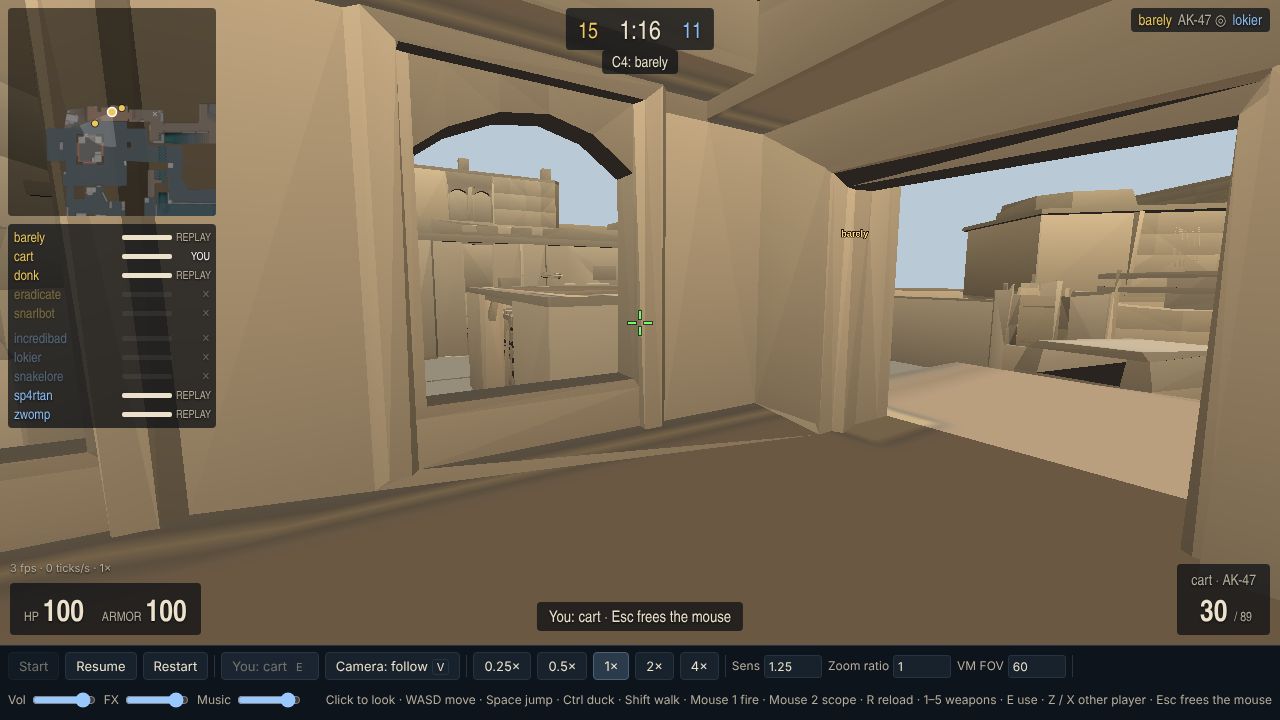 15 1:16 11
C4: barely
barely AK-47 lokier
barely REPLAY
cart YOU
donk REPLAY
eradicate ×
snarlbot ×
incredibad ×
lokier ×
snakelore ×
sp4rtan REPLAY
zwomp REPLAY
barely
3 fps · 0 ticks/s · 1×
HP 100 ARMOR 100
You: cart · Esc frees the mouse
cart · AK-47
30 / 89
Start Resume Restart You: cart E Camera: follow V 0.25× 0.5× 1× 2× 4× Sens 1.25 Zoom ratio 1 VM FOV 60
Vol FX Music Click to look · WASD move · Space jump · Ctrl duck · Shift walk · Mouse 1 fire · Mouse 2 scope · R reload · 1–5 weapons · E use · Z / X other player · Esc frees the mouse